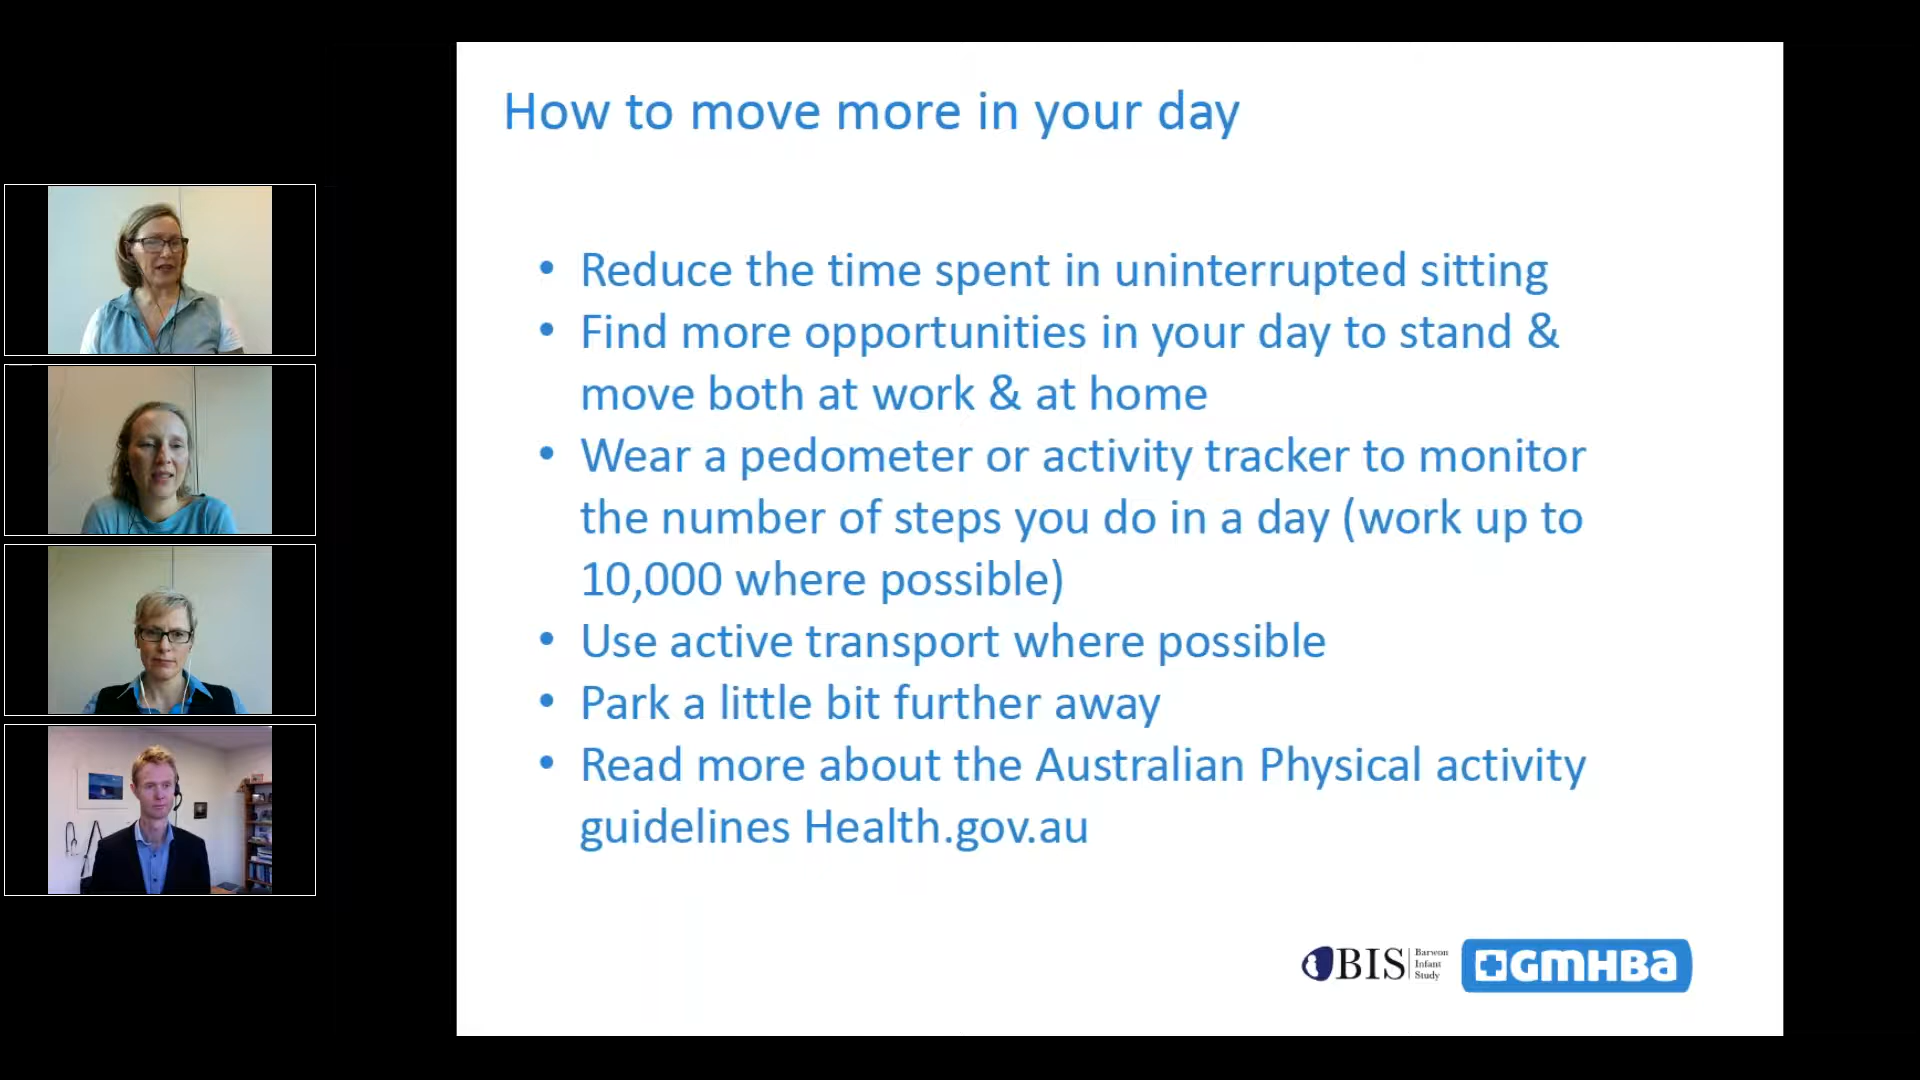 How to move more in your day
• Reduce the time spent in uninterrupted sitting
• Find more opportunities in your day to stand &
move both at work & at home
• Wear a pedometer or activity tracker to monitor
the number of steps you do in a day (work up to
10,000 where possible)
• Use active transport where possible
• Park a little bit further away
• Read more about the Australian Physical activity
guidelines Health.gov.au
BIS
Barwon
Infant
Study
GMHBa